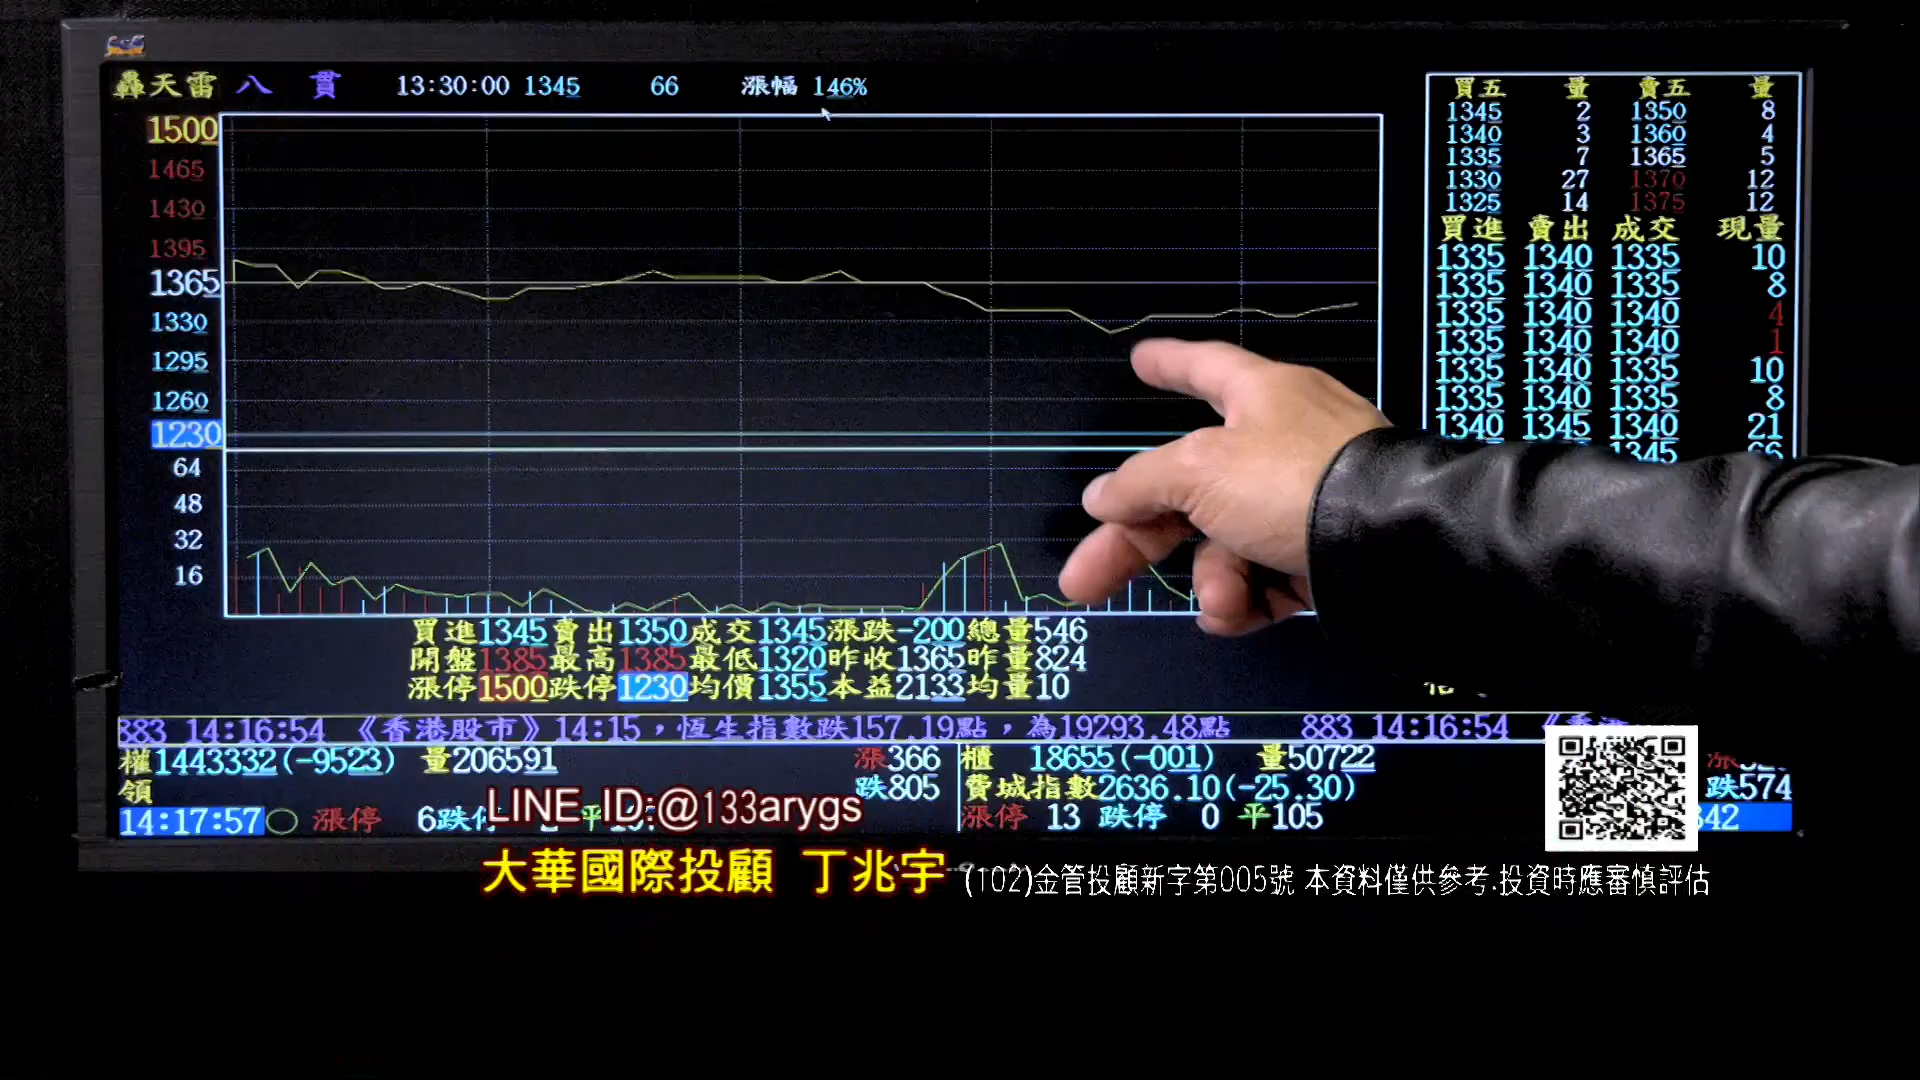 轟天雷 八 貫 13:30:00 1345 66 漲幅 146%
1500
1465
1430
1395
1365
1330
1295
1260
1230
64
48
32
16
買五 量 賣五 量
1345 2 1350 8
1340 3 1360 4
1335 7 1365 5
1330 27 1370 12
1325 14 1375 12
買進 賣出 成交 現量
1335 1340 1335 10
1335 1340 1335 8
1335 1340 1340 4
1335 1340 1340 1
1335 1340 1335 10
1335 1340 1335 8
1340 1345 1340 21
1345 66
買進1345賣出1350成交1345漲跌-200總量546
開盤1385最高1385最低1320昨收1365昨量824
漲停1500跌停1230均價1355本益2133均量10
883 14:16:54 《香港股市》14:15，恆生指數跌157.19點，為19293.48點 883 14:16:54
權1443332(-9523) 量206591 漲366 櫃 18655(-001) 量50722
領 跌805 費城指數2636.10(-25.30) 跌574
14:17:57 漲停 6跌停 平 漲停 13 跌停 0 平105 642
LINE ID:@133arygs
大華國際投顧 丁兆宇 (102)金管投顧新字第005號 本資料僅供參考.投資時應審慎評估